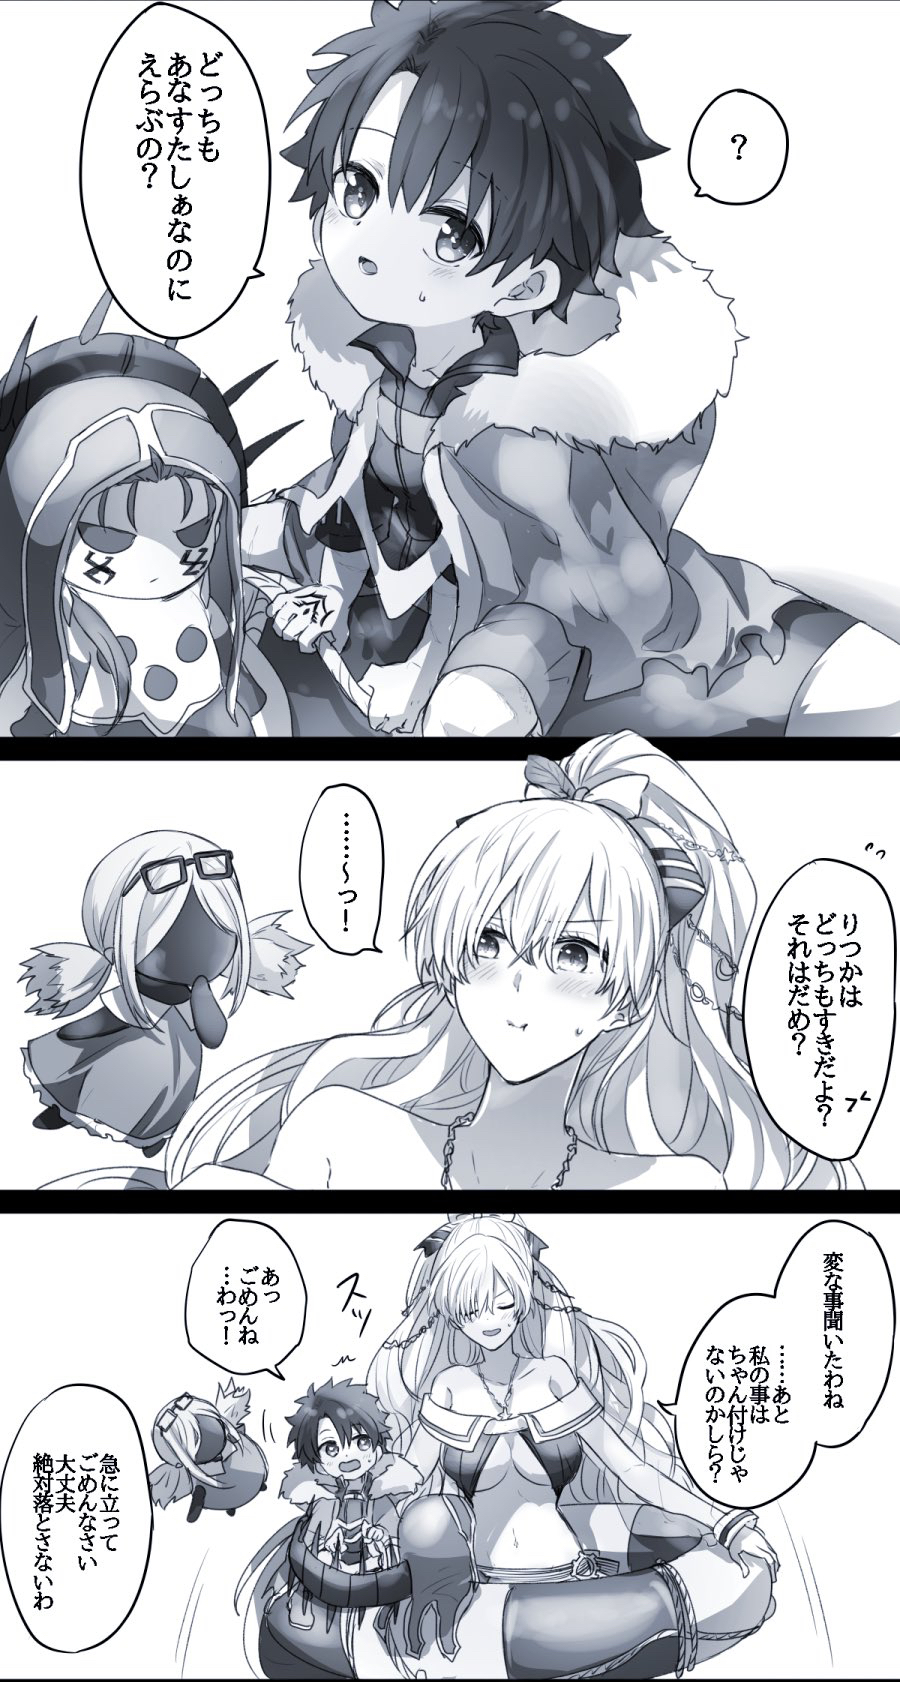 ？
どっちも
あなすたしぁなのに
えらぶの？
りつかは
どっちもすきだよ？
それはだめ？
……〜っ！
変な事聞いたわね
……あと
私の事は
ちゃん付けじゃ
ないのかしら？
スッ
あっ
ごめんね
…わっ！
急に立って
ごめんなさい
大丈夫
絶対落とさないわ